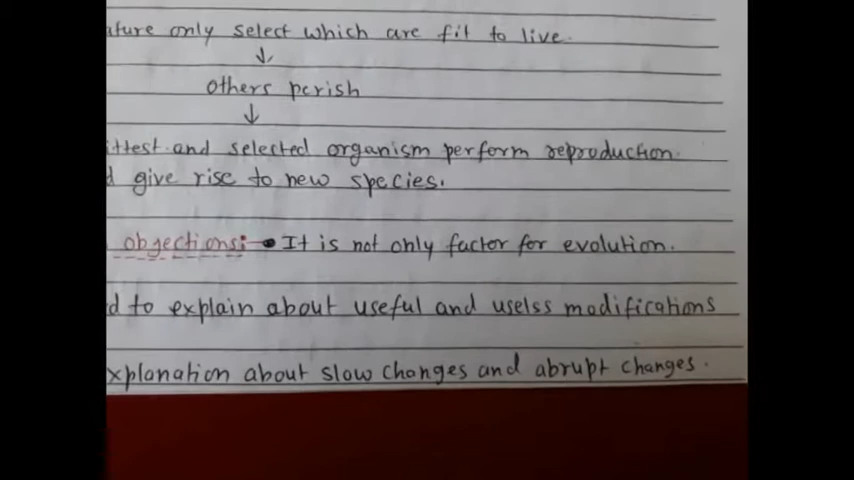 ature only select which are fit to live.
↓
others perish
↓
ittest and selected organism perform reproduction.
d give rise to new species.
obgections:- • It is not only factor for evolution.
d to explain about useful and uselss modifications
xplanation about slow changes and abrupt changes.